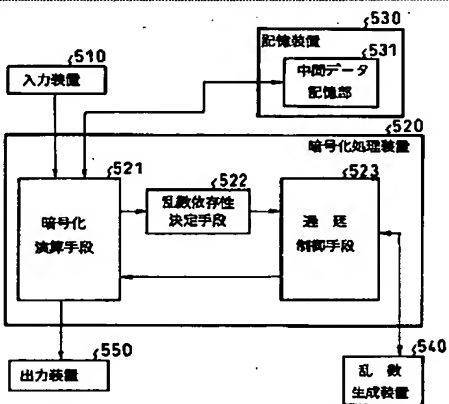 530
記憶装置
510
531
入力装置
中間データ
記憶部
520
暗号化処理装置
521
522
523
暗号化
演算手段
乱数依存性
決定手段
遅延
制御手段
550
540
出力装置
乱数
生成装置